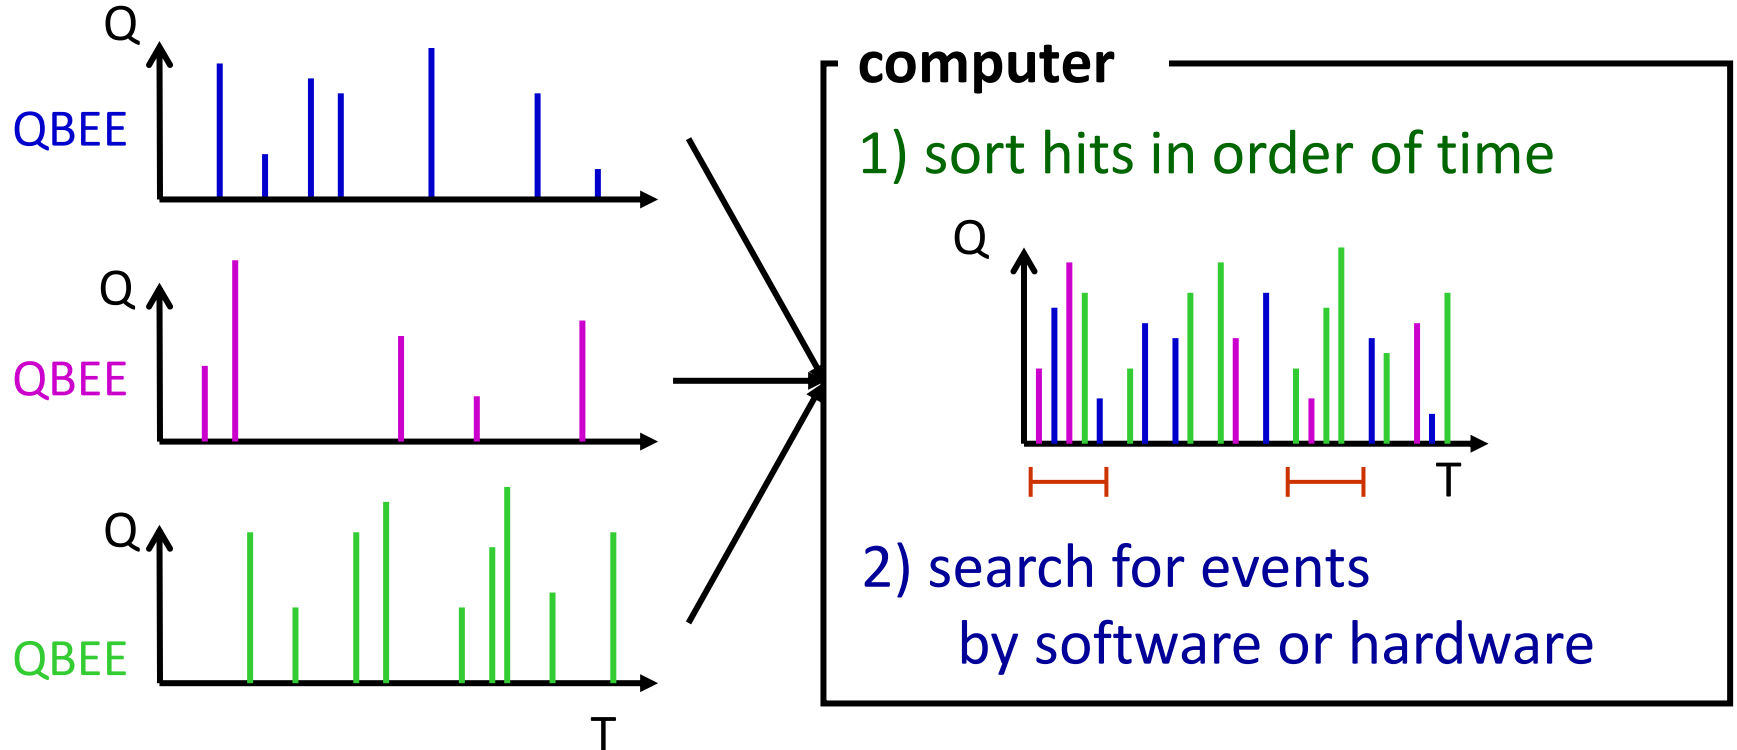 Q
QBEE
Q
QBEE
Q
QBEE
T
computer
1) sort hits in order of time
Q
T
2) search for events
by software or hardware